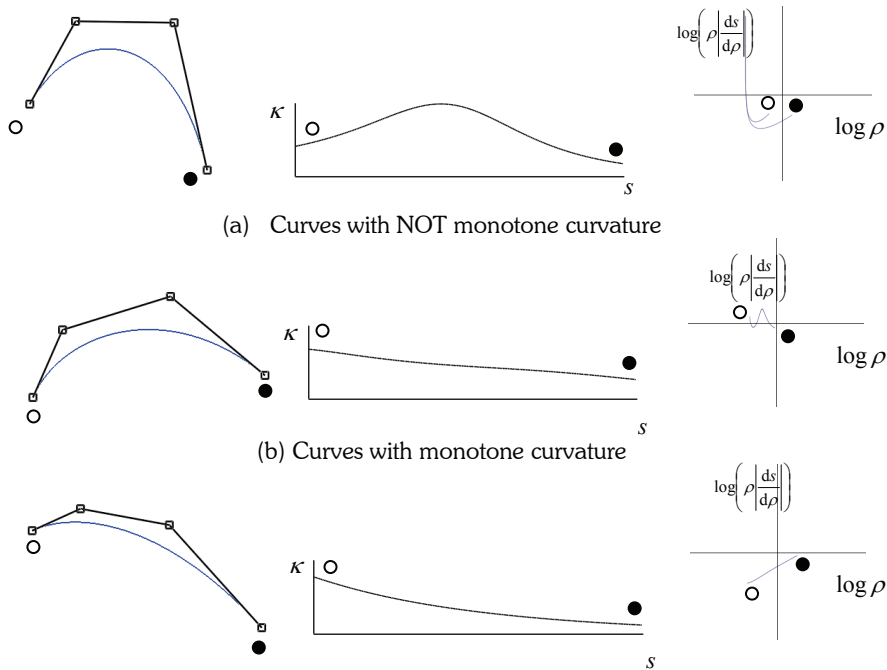 log(ρ|ds/dρ|)
κ
log ρ
s
(a) Curves with NOT monotone curvature
log(ρ|ds/dρ|)
κ
log ρ
s
(b) Curves with monotone curvature
log(ρ|ds/dρ|)
κ
log ρ
s